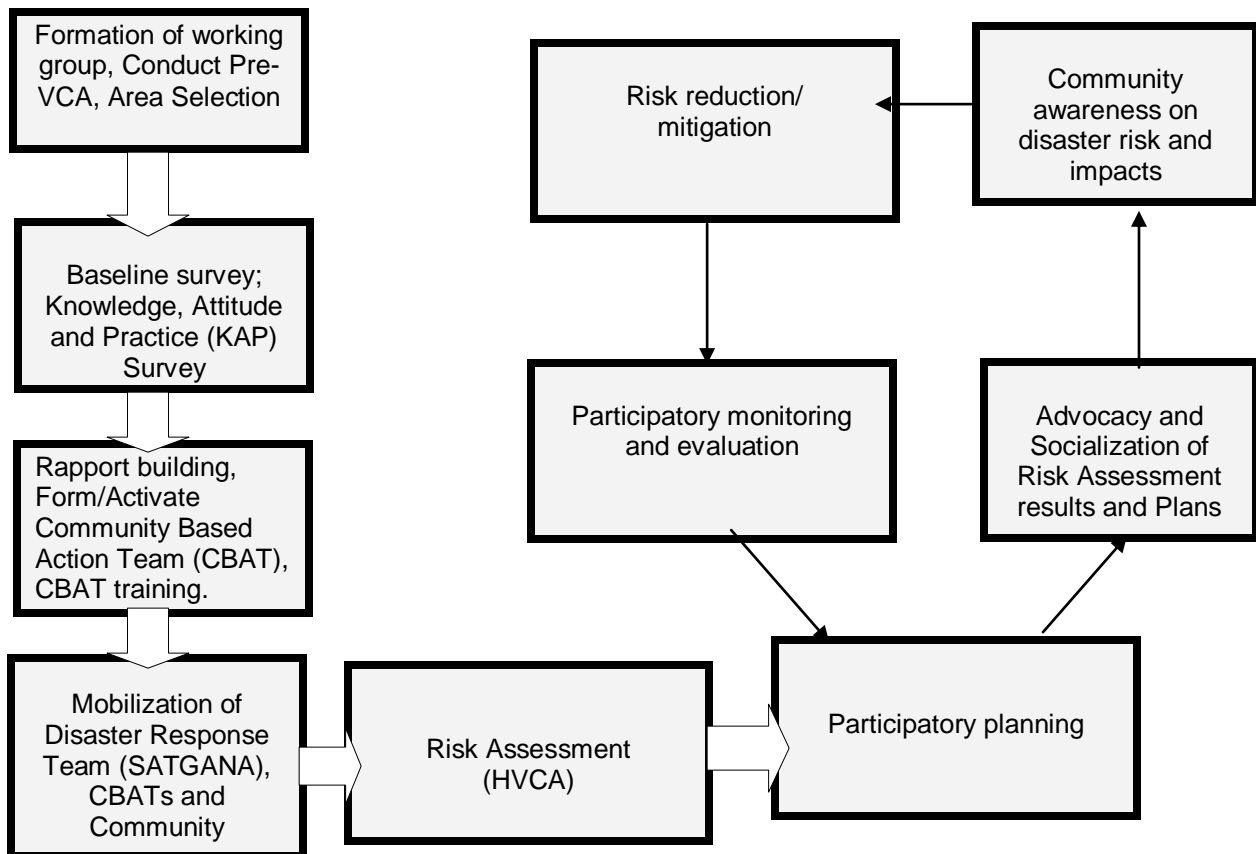 Formation of working
group, Conduct Pre-
VCA, Area Selection
Baseline survey;
Knowledge, Attitude
and Practice (KAP)
Survey
Rapport building,
Form/Activate
Community Based
Action Team (CBAT),
CBAT training.
Mobilization of
Disaster Response
Team (SATGANA),
CBATs and
Community
Risk Assessment
(HVCA)
Participatory planning
Advocacy and
Socialization of
Risk Assessment
results and Plans
Community
awareness on
disaster risk and
impacts
Risk reduction/
mitigation
Participatory monitoring
and evaluation